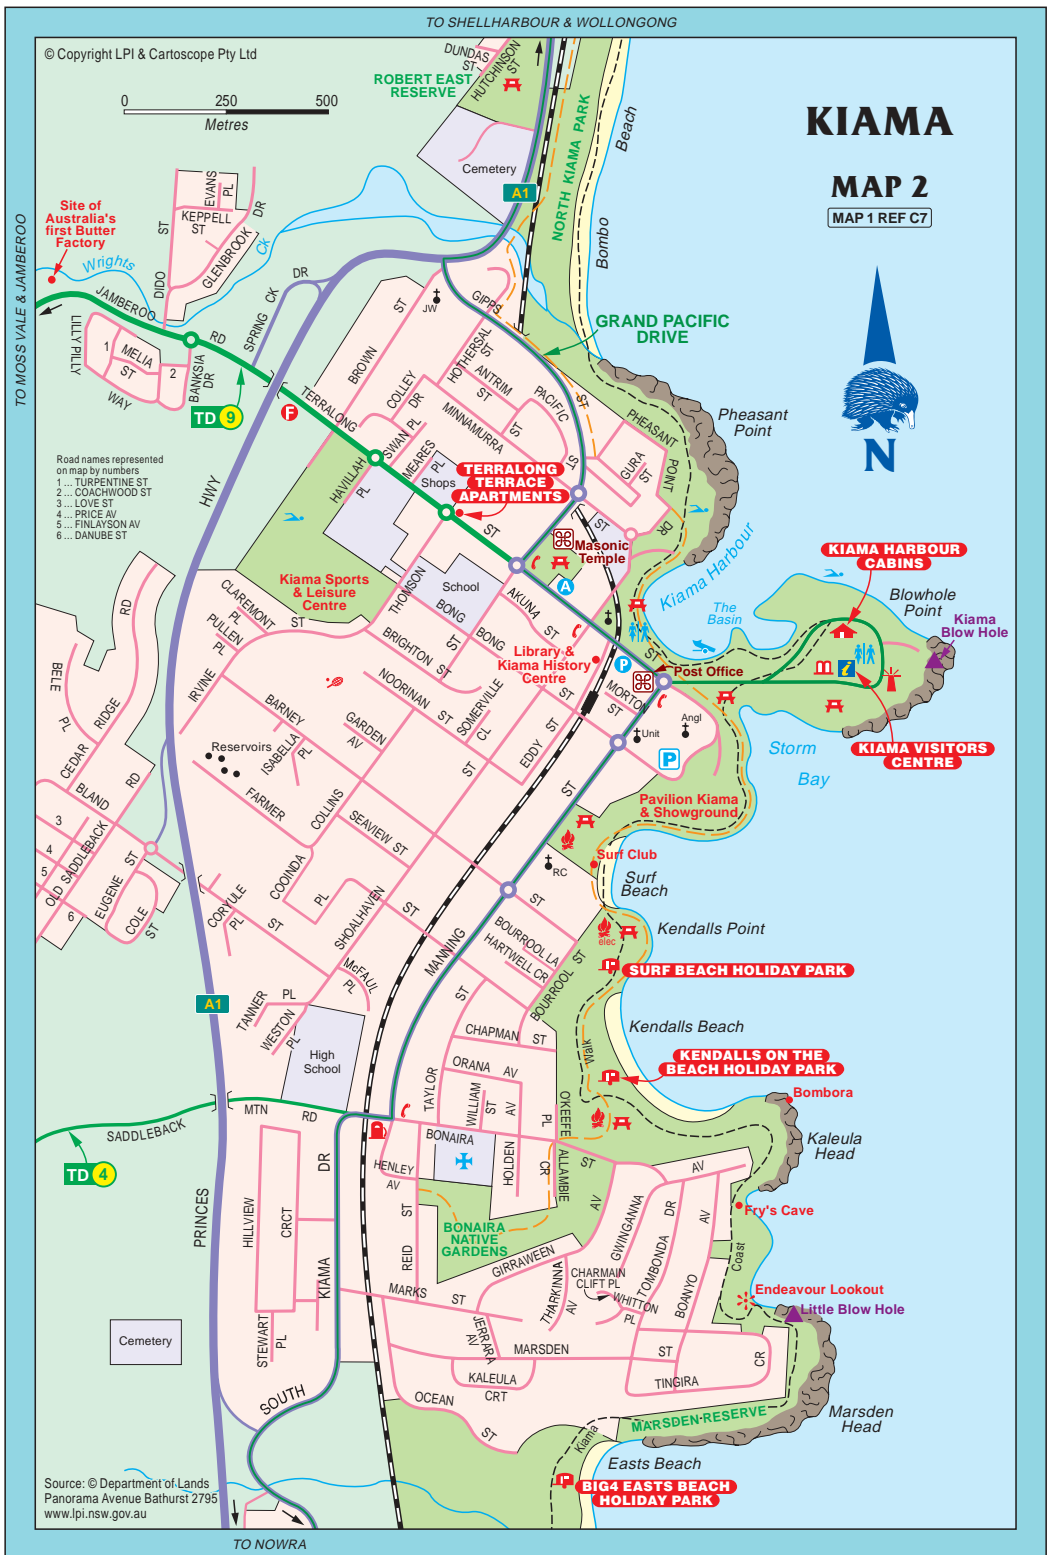 TO SHELLHARBOUR & WOLLONGONG
© Copyright LPI & Cartoscope Pty Ltd
0 250 500
Metres
KIAMA
MAP 2
MAP 1 REF C7
N
TO MOSS VALE & JAMBEROO
DUNDAS
ST
HUTCHINSON
ST
ROBERT EAST
RESERVE
Cemetery
A1
NORTH KIAMA PARK
Bombo
Beach
Site of
Australia's
first Butter
Factory
Wrights
CK
EVANS
PL
KEPPELL
ST
GLENBROOK
DR
DIDO
ST
JAMBEROO
RD
SPRING
CK
DR
LILLY PILLY
WAY
1
MELIA
ST
2
BANKSIA
DR
TD 9
F
Road names represented
on map by numbers
1 ... TURPENTINE ST
2 ... COACHWOOD ST
3 ... LOVE ST
4 ... PRICE AV
5 ... FINLAYSON AV
6 ... DANUBE ST
HWY
JW
GIPPS
ST
BROWN
ST
HOTHERSAL
ST
GRAND PACIFIC
DRIVE
ANTRIM
ST
PACIFIC
ST
COLLEY
DR
MINNAMURRA
ST
TERRALONG
SWAN PL
MEARES
PL
HAVILLAH
PL
Shops
PHEASANT
POINT
DR
GURA
ST
Pheasant
Point
TERRALONG
TERRACE
APARTMENTS
ST
ST
Masonic
Temple
Kiama Harbour
KIAMA HARBOUR
CABINS
Blowhole
Point
Kiama
Blow Hole
The
Basin
A
School
Kiama Sports
& Leisure
Centre
THOMSON
ST
CLAREMONT
PL
PULLEN
PL
BONG
BONG
ST
AKUNA
ST
BRIGHTON
ST
Library &
Kiama History
Centre
P
ST
Post Office
MORTON
ST
Angl
Unit
P
KIAMA VISITORS
CENTRE
i
Storm
Bay
BELE
PL
CEDAR
RIDGE
RD
IRVINE
NOORINAN
ST
SOMERVILLE
CL
EDDY
ST
BARNEY
ST
GARDEN
AV
ISABELLA
PL
Reservoirs
FARMER
COLLINS
ST
SEAVIEW ST
Pavilion Kiama
& Showground
Surf Club
RC
Surf
Beach
BLAND
RD
3
4
5
6
OLD SADDLEBACK
EUGENE
ST
COLE
ST
CORYULE
PL
ST
COOINDA
PL
SHOALHAVEN
ST
MANNING
ST
ST
BOURROOL LA
HARTWELL CR
BOURROOL
ST
elec
Kendalls Point
SURF BEACH HOLIDAY PARK
A1
TANNER
PL
WESTON
PL
McFAUL
PL
High
School
ST
CHAPMAN
ST
Kendalls Beach
Walk
KENDALLS ON THE
BEACH HOLIDAY PARK
ORANA
AV
TAYLOR
WILLIAM
ST
AV
PL
OKEEFE
Bombora
MTN
RD
SADDLEBACK
TD 4
Kaleula
Head
BONAIRA
ST
HENLEY
AV
HOLDEN
CR
ALLAMBIE
AV
DR
HILLVIEW
CRCT
PRINCES
BONAIRA
NATIVE
GARDENS
REID
ST
GWINGANNA
AV
TOMBONDA
DR
BOANYO
AV
Coast
Fry's Cave
Endeavour Lookout
Little Blow Hole
GIRRAWEEN
THARKINNA
AV
CHARMAIN
CLIFT PL
WHITTON
PL
KIAMA
MARKS
ST
JERRARA
AV
MARSDEN
ST
STEWART
PL
Cemetery
KALEULA
CRT
TINGIRA
CR
SOUTH
OCEAN
ST
Kiama
MARSDEN RESERVE
Marsden
Head
Easts Beach
BIG4 EASTS BEACH
HOLIDAY PARK
Source: © Department of Lands
Panorama Avenue Bathurst 2795
www.lpi.nsw.gov.au
TO NOWRA